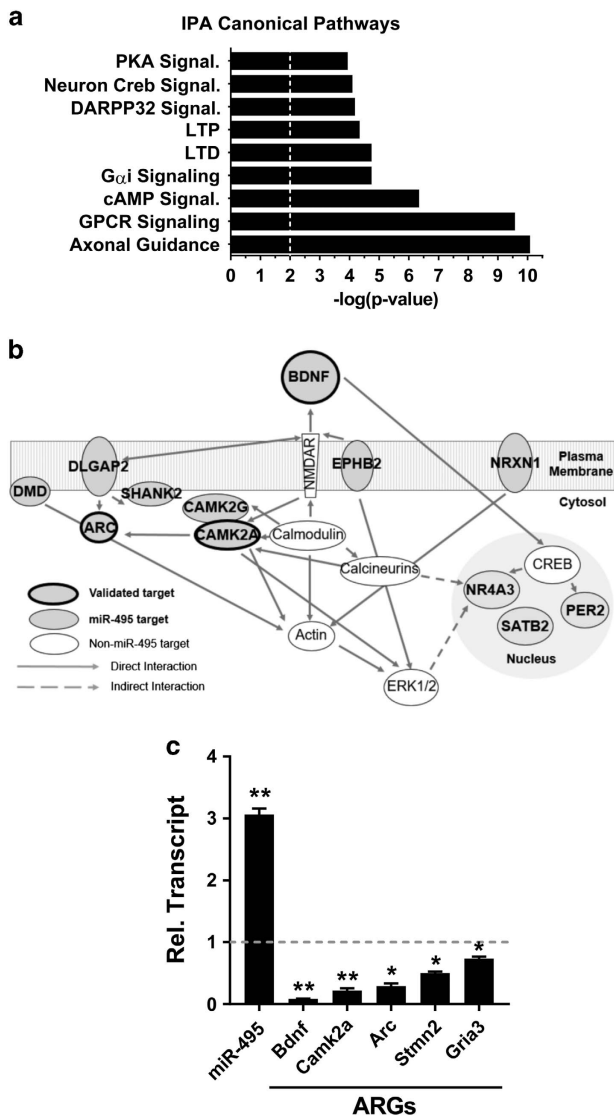 a
IPA Canonical Pathways
PKA Signal.
Neuron Creb Signal.
DARPP32 Signal.
LTP
LTD
Gαi Signaling
cAMP Signal.
GPCR Signaling
Axonal Guidance
0 1 2 3 4 5 6 7 8 9 10
-log(p-value)
b
BDNF
DLGAP2
NMDAR
EPHB2
NRXN1
Plasma
Membrane
DMD
SHANK2
Cytosol
CAMK2G
ARC
CAMK2A
Calmodulin
Calcineurins
CREB
NR4A3
PER2
SATB2
Nucleus
Actin
ERK1/2
Validated target
miR-495 target
Non-miR-495 target
Direct Interaction
Indirect Interaction
c
Rel. Transcript
4
3
2
1
0
**
**
**
*
*
*
miR-495
Bdnf
Camk2a
Arc
Stmn2
Gria3
ARGs